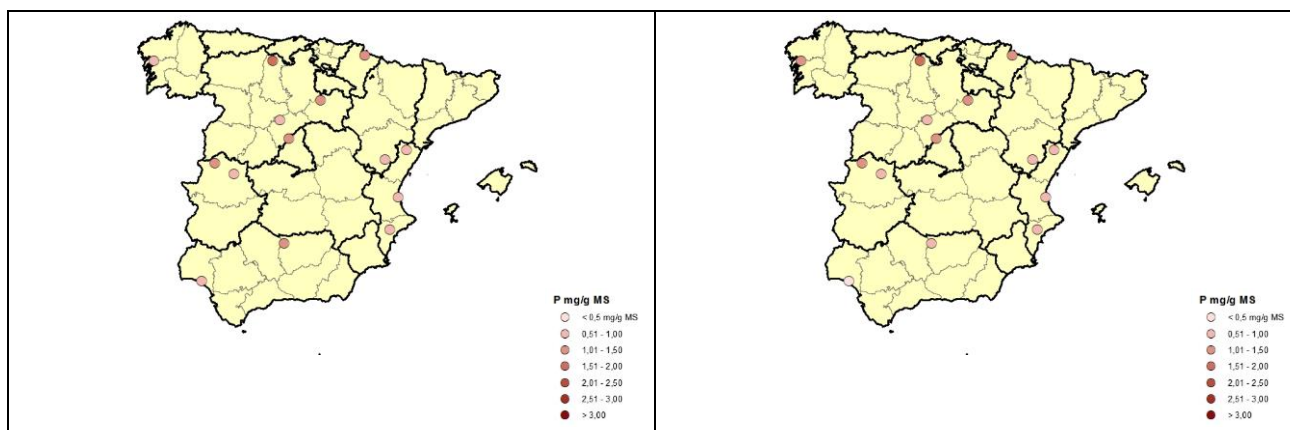 P mg/g MS
< 0,5 mg/g MS
0,51 - 1,00
1,01 - 1,50
1,51 - 2,00
2,01 - 2,50
2,51 - 3,00
> 3,00
P mg/g MS
< 0,5 mg/g MS
0,51 - 1,00
1,01 - 1,50
1,51 - 2,00
2,01 - 2,50
2,51 - 3,00
> 3,00